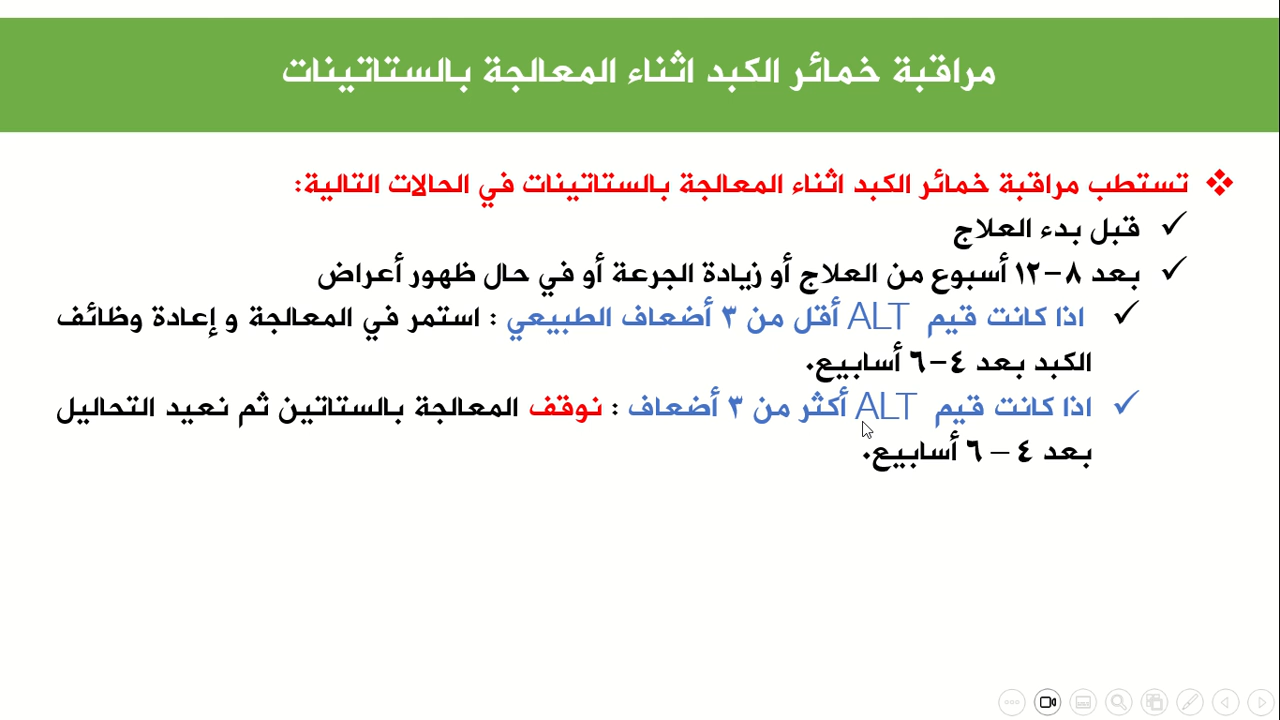 مراقبة خمائر الكبد اثناء المعالجة بالستاتينات
تستطب مراقبة خمائر الكبد اثناء المعالجة بالستاتينات في الحالات التالية:
قبل بدء العلاج
بعد ٨-١٢ أسبوع من العلاج أو زيادة الجرعة أو في حال ظهور أعراض
اذا كانت قيم ALT أقل من ٣ أضعاف الطبيعي : استمر في المعالجة و إعادة وظائف
الكبد بعد ٤-٦ أسابيع.
اذا كانت قيم ALT أكثر من ٣ أضعاف : نوقف المعالجة بالستاتين ثم نعيد التحاليل
بعد ٤ – ٦ أسابيع.